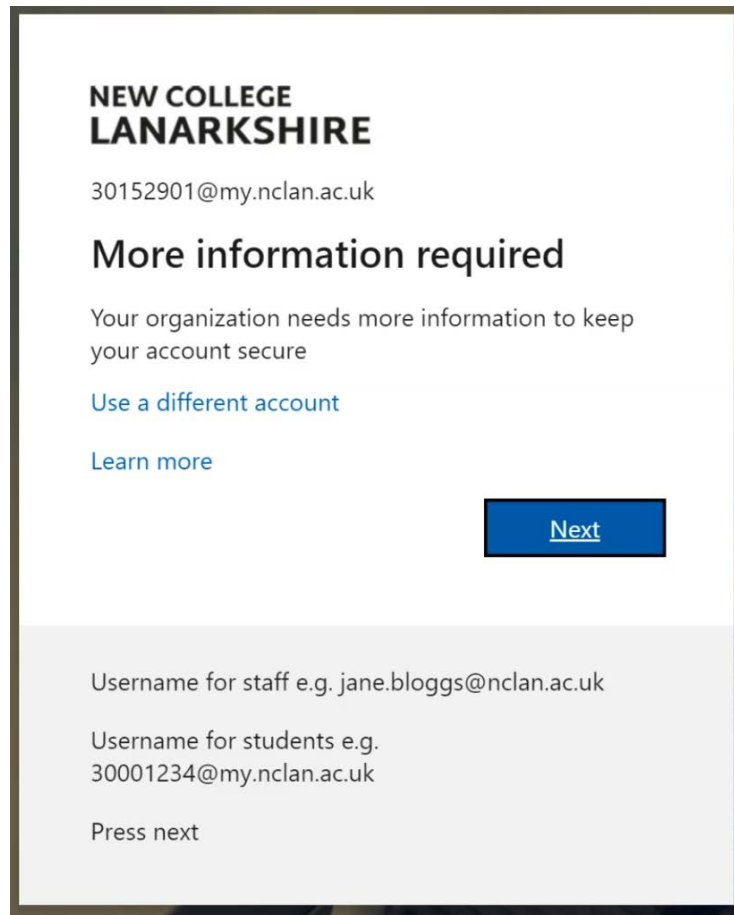 NEW COLLEGE
LANARKSHIRE
30152901@my.nclan.ac.uk
More information required
Your organization needs more information to keep
your account secure
Use a different account
Learn more
Next
Username for staff e.g. jane.bloggs@nclan.ac.uk
Username for students e.g.
30001234@my.nclan.ac.uk
Press next